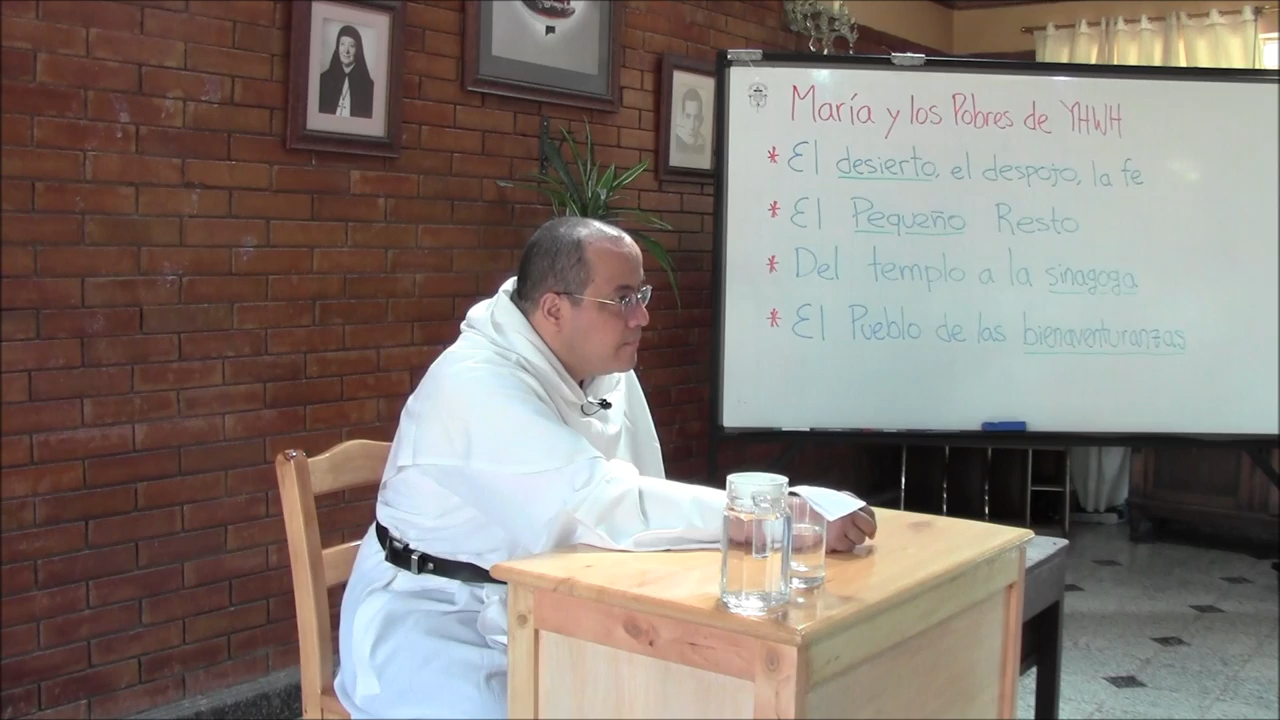 María y los Pobres de YHWH
* El desierto, el despojo, la fe
* El Pequeño Resto
* Del templo a la sinagoga
* El Pueblo de las bienaventuranzas